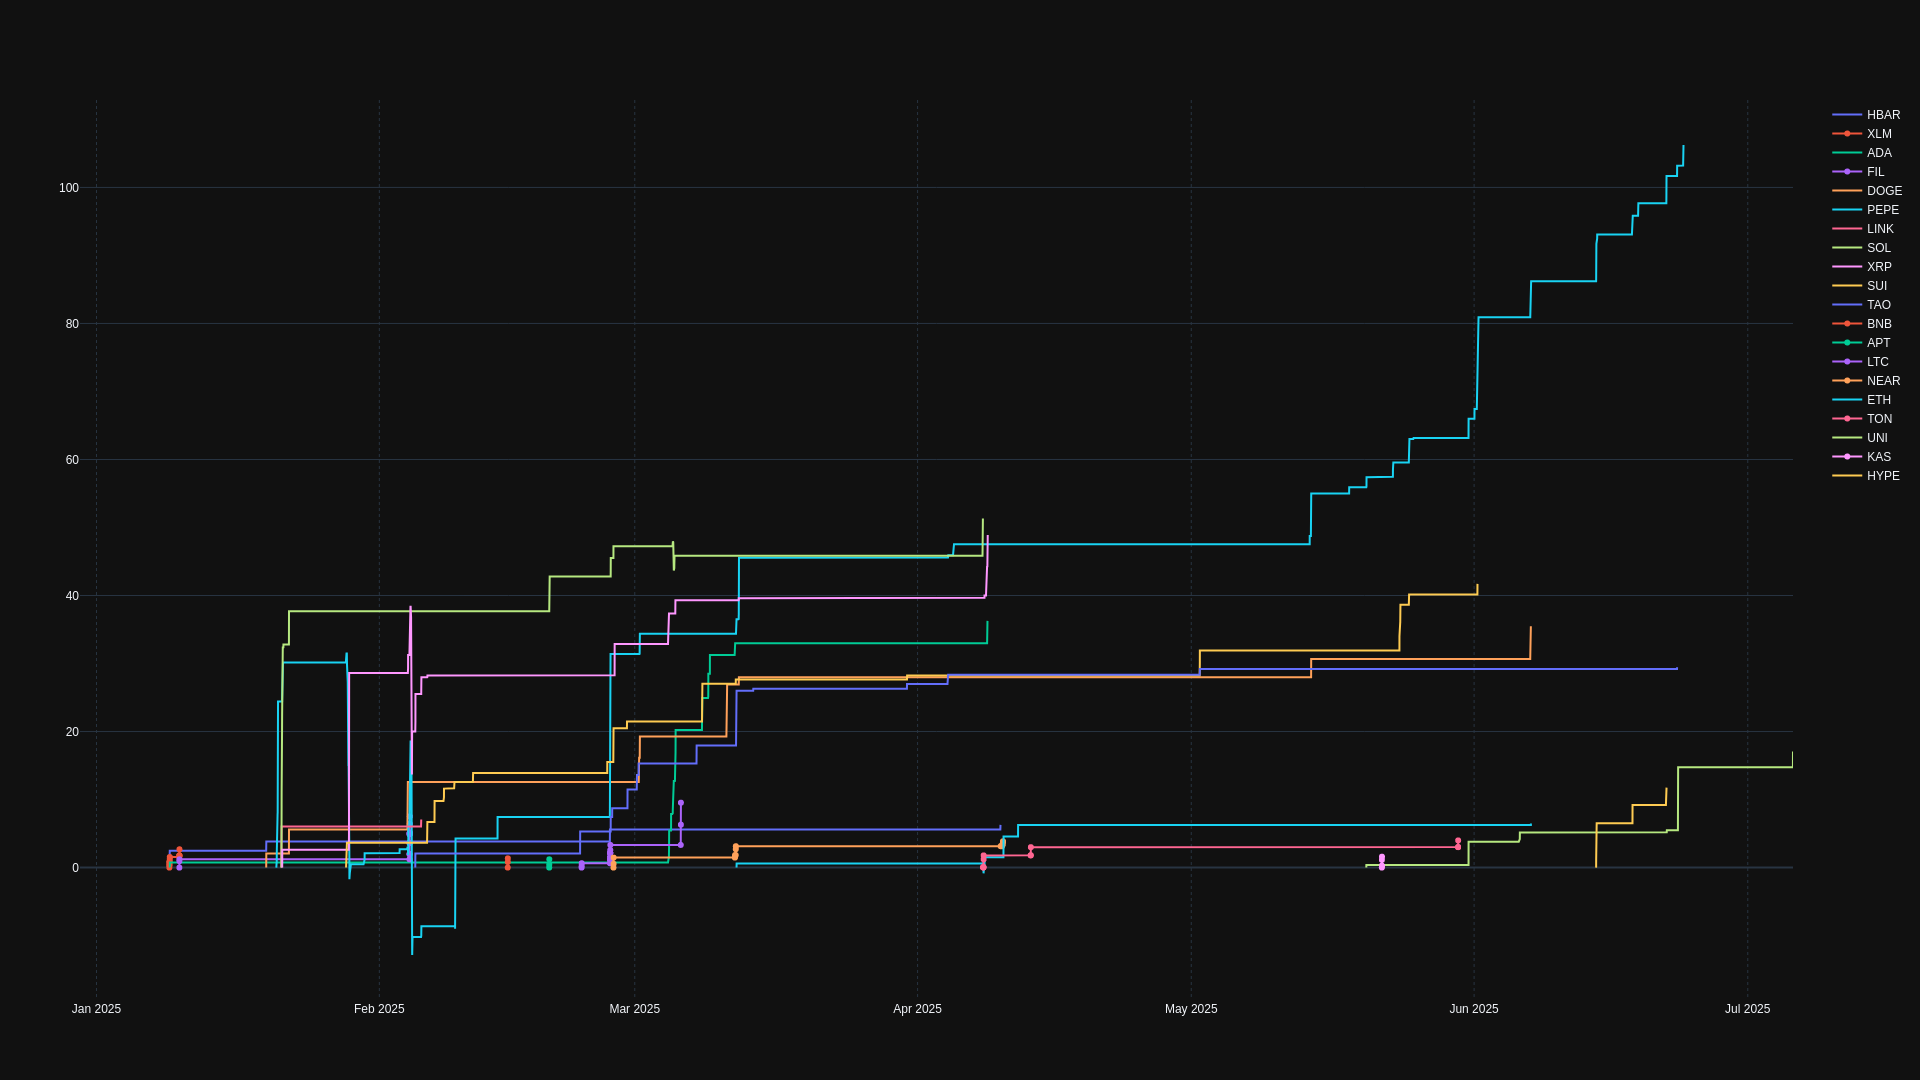 100
80
60
40
20
0
Jan 2025
Feb 2025
Mar 2025
Apr 2025
May 2025
Jun 2025
Jul 2025
HBAR
XLM
ADA
FIL
DOGE
PEPE
LINK
SOL
XRP
SUI
TAO
BNB
APT
LTC
NEAR
ETH
TON
UNI
KAS
HYPE